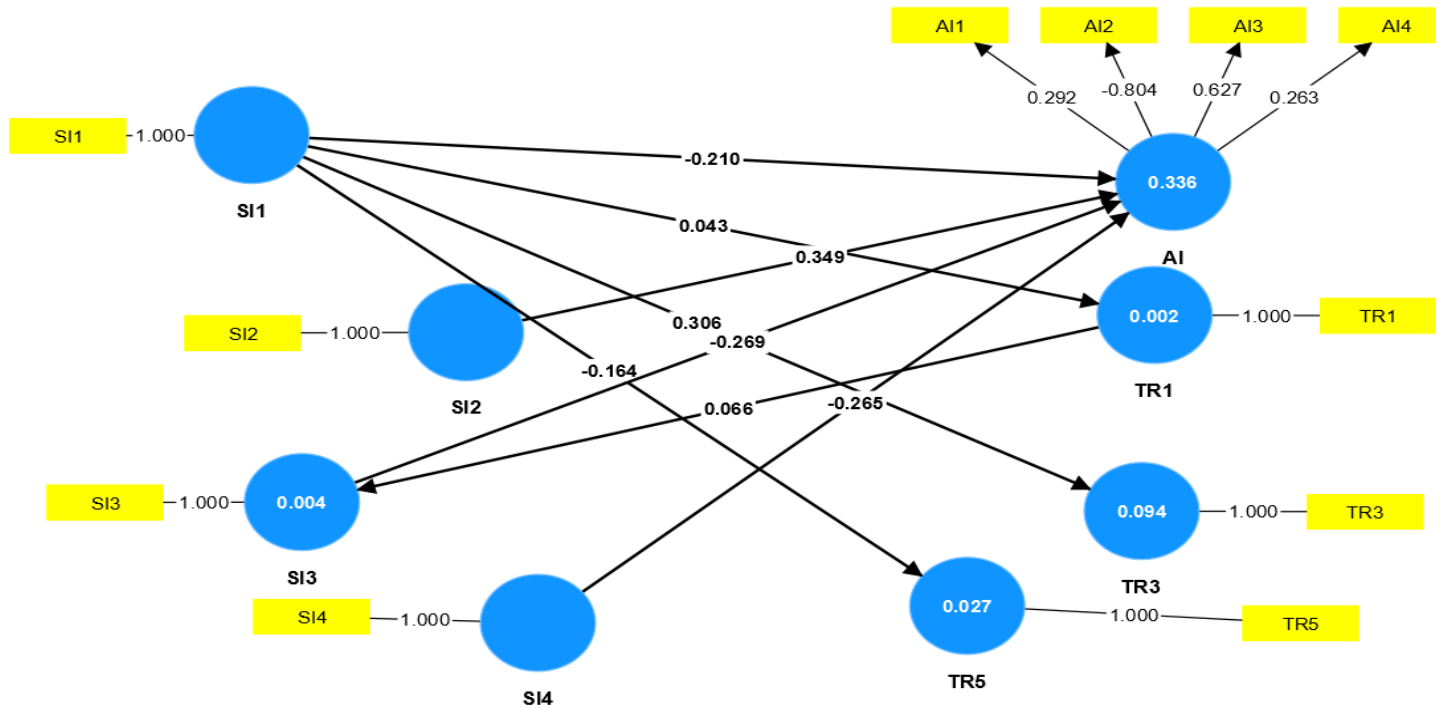 AI1 AI2 AI3 AI4
0.292 -0.804 0.627 0.263
SI1 1.000
SI1
-0.210
0.336
AI
0.043
0.349
SI2 1.000
SI2
0.306
-0.269
0.002 1.000 TR1
TR1
-0.164
0.066
-0.265
SI3 1.000 0.004
SI3
0.094 1.000 TR3
TR3
SI4 1.000
SI4
0.027 1.000 TR5
TR5